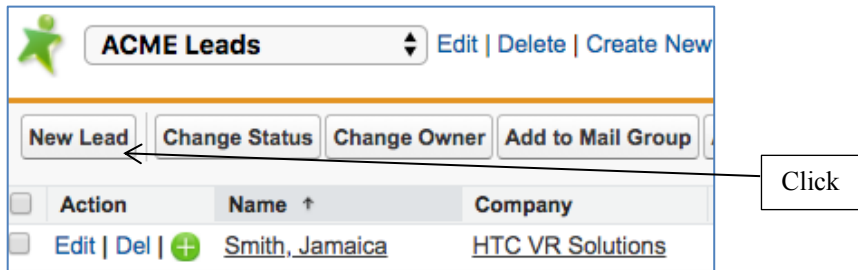 ACME Leads Edit | Delete | Create New
New Lead Change Status Change Owner Add to Mail Group
Click
Action Name ↑ Company
Edit | Del | Smith, Jamaica HTC VR Solutions